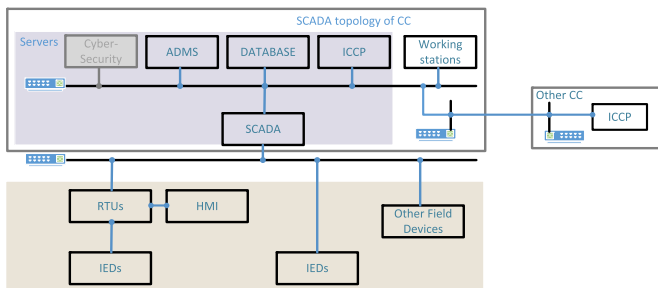 SCADA topology of CC
Servers
Cyber-
Security
ADMS
DATABASE
ICCP
Working
stations
Other CC
ICCP
SCADA
RTUs
HMI
Other Field
Devices
IEDs
IEDs